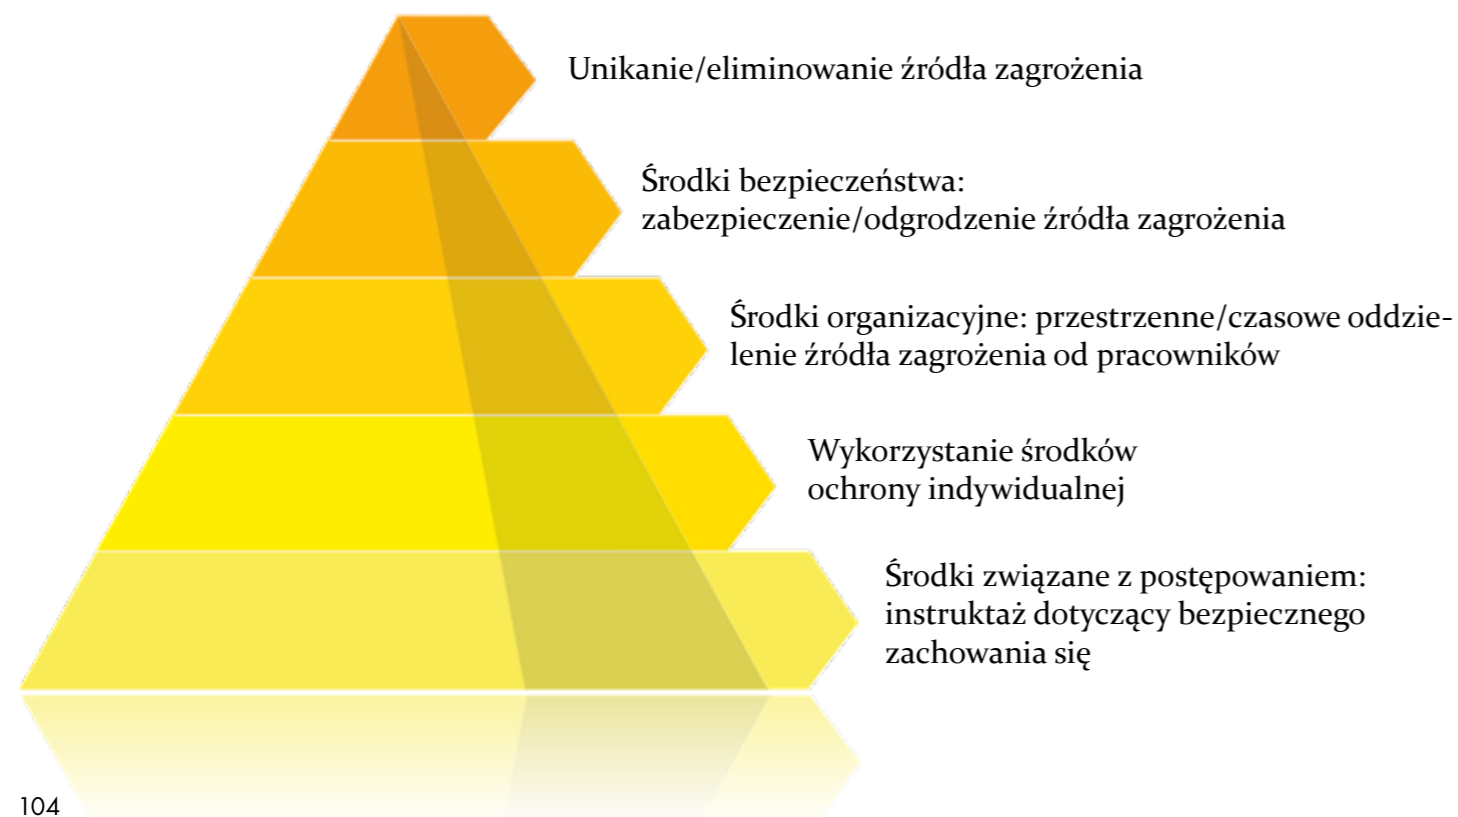 Unikanie/eliminowanie źródła zagrożenia
Środki bezpieczeństwa:
zabezpieczenie/odgrodzenie źródła zagrożenia
Środki organizacyjne: przestrzenne/czasowe oddzie-
lenie źródła zagrożenia od pracowników
Wykorzystanie środków
ochrony indywidualnej
Środki związane z postępowaniem:
instruktaż dotyczący bezpiecznego
zachowania się
104